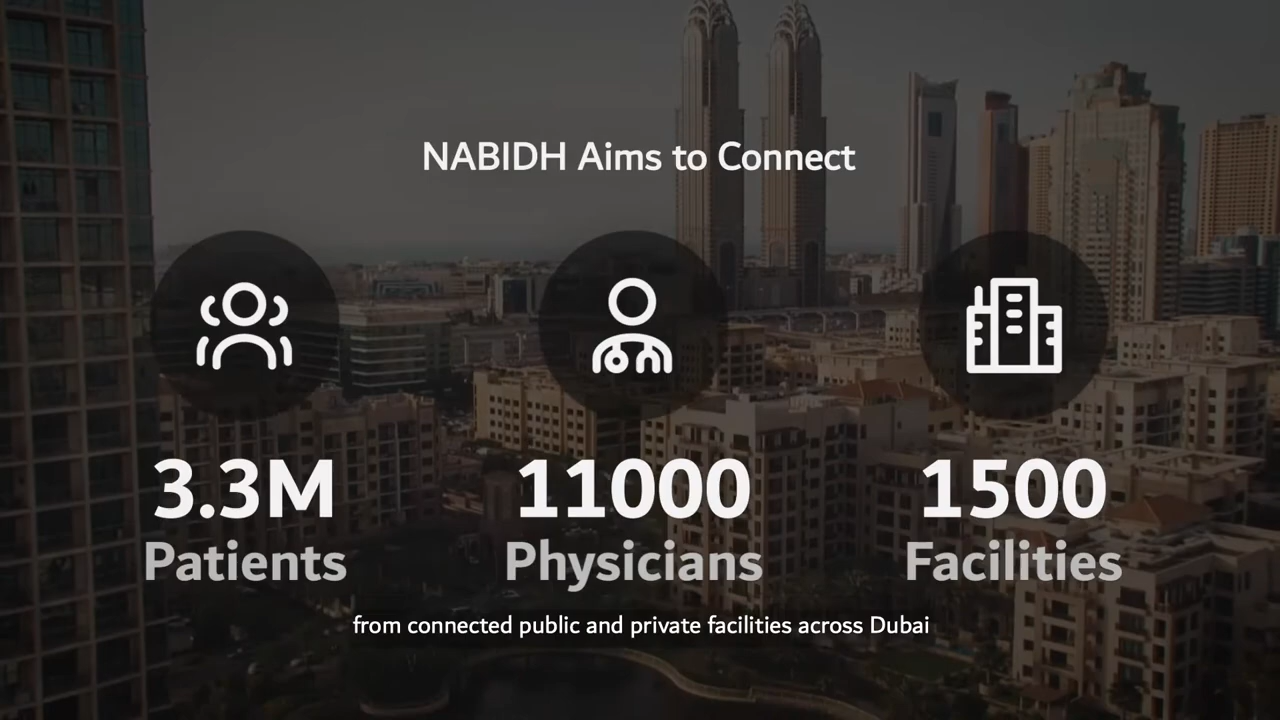 NABIDH Aims to Connect
3.3M
Patients
11000
Physicians
1500
Facilities
from connected public and private facilities across Dubai